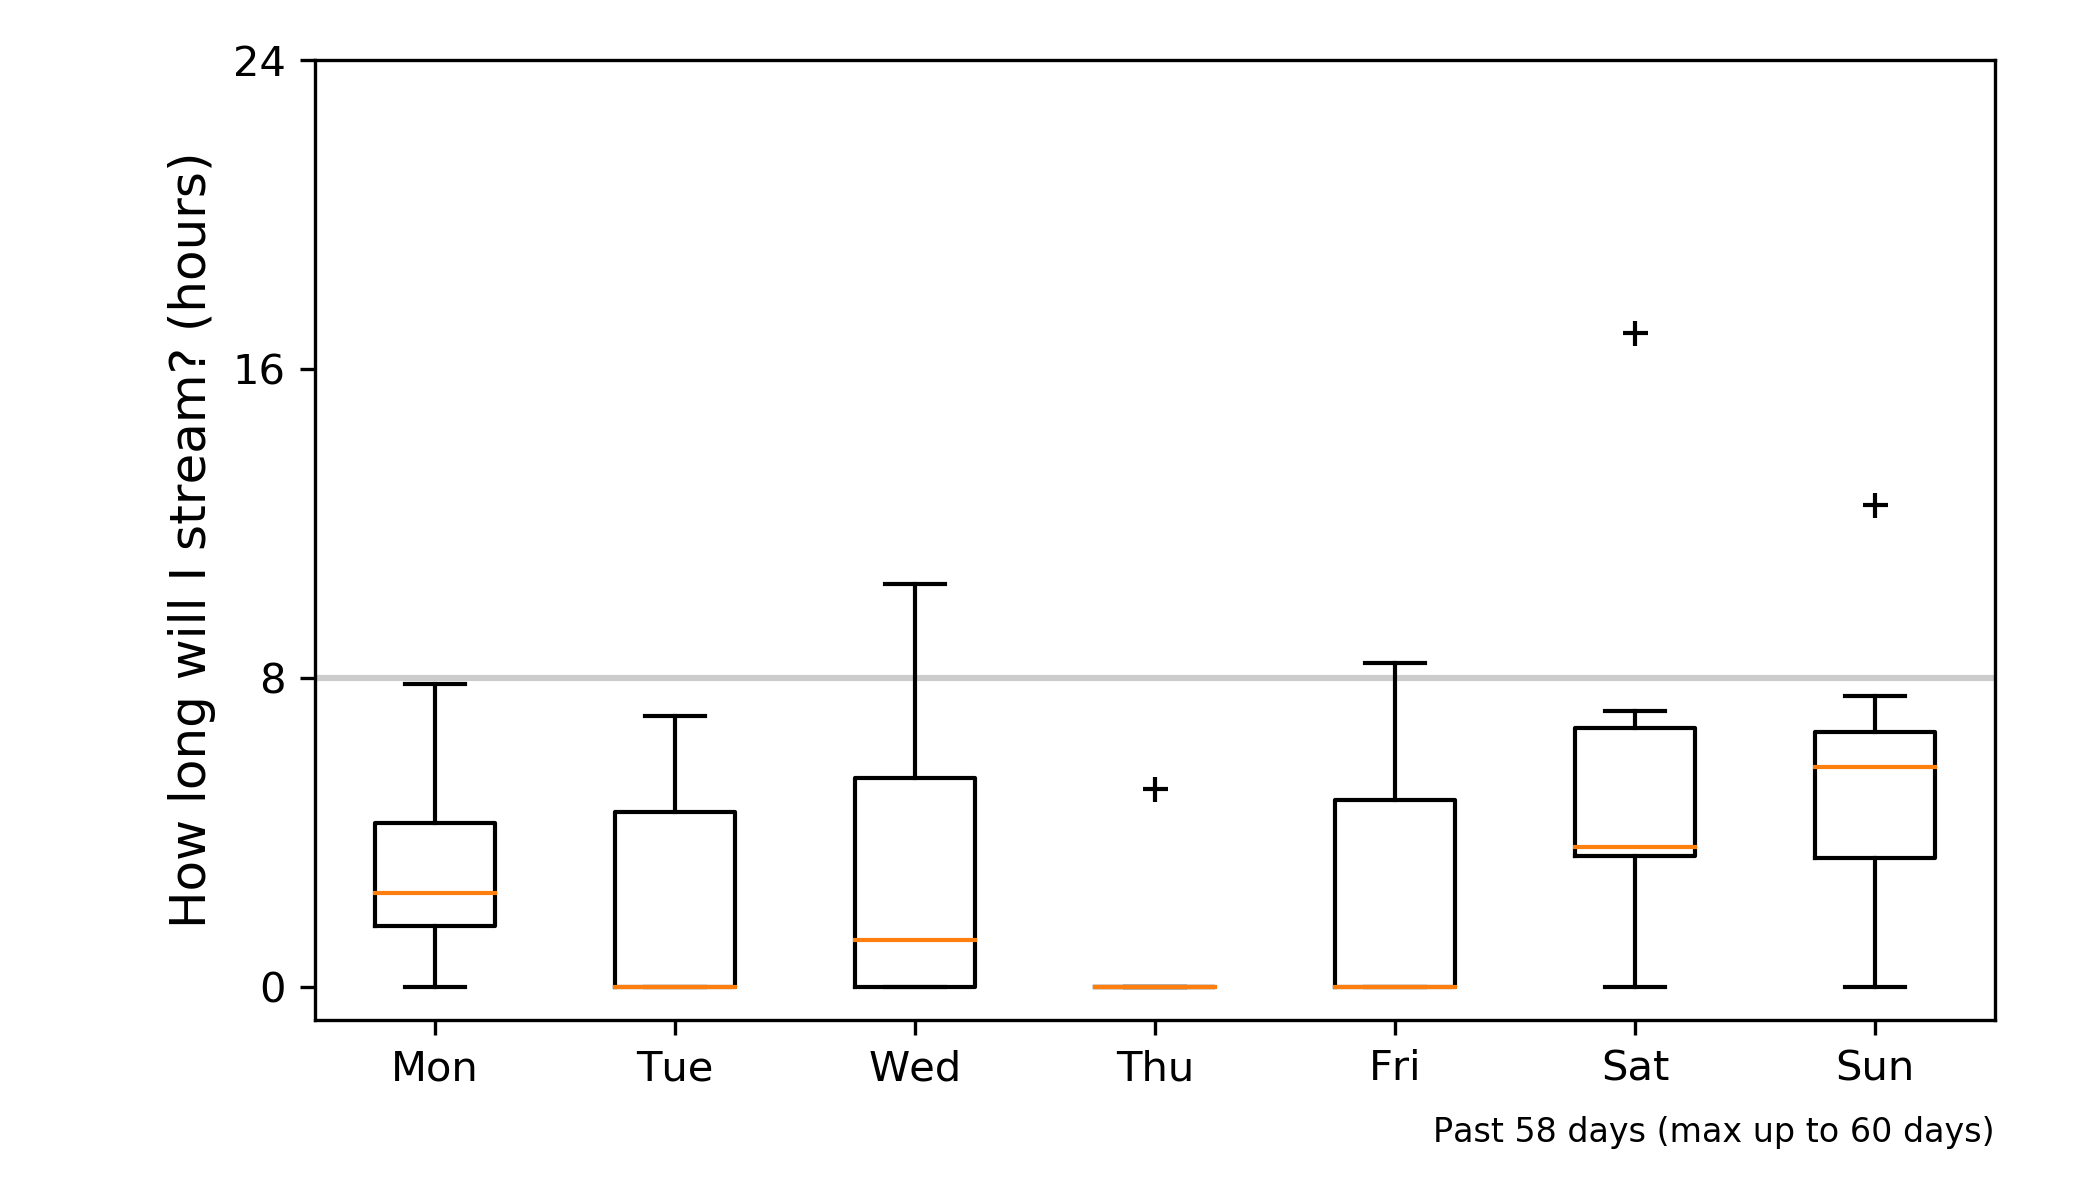 How long will I stream? (hours)
24
16
8
0
Mon Tue Wed Thu Fri Sat Sun
Past 58 days (max up to 60 days)